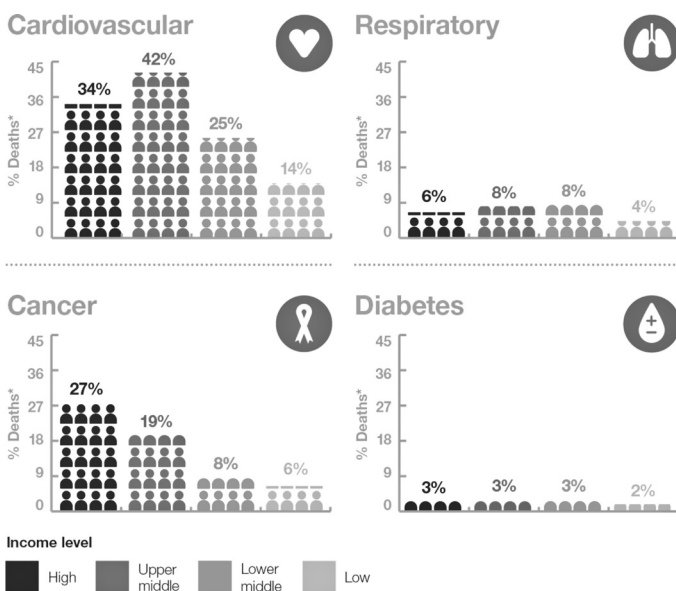 Cardiovascular
% Deaths*
45
36
27
18
9
0
34%
42%
25%
14%
Respiratory
% Deaths*
45
36
27
18
9
0
6%
8%
8%
4%
Cancer
% Deaths*
45
36
27
18
9
0
27%
19%
8%
6%
Diabetes
% Deaths*
45
36
27
18
9
0
3%
3%
3%
2%
+
−
Income level
High
Upper
middle
Lower
middle
Low